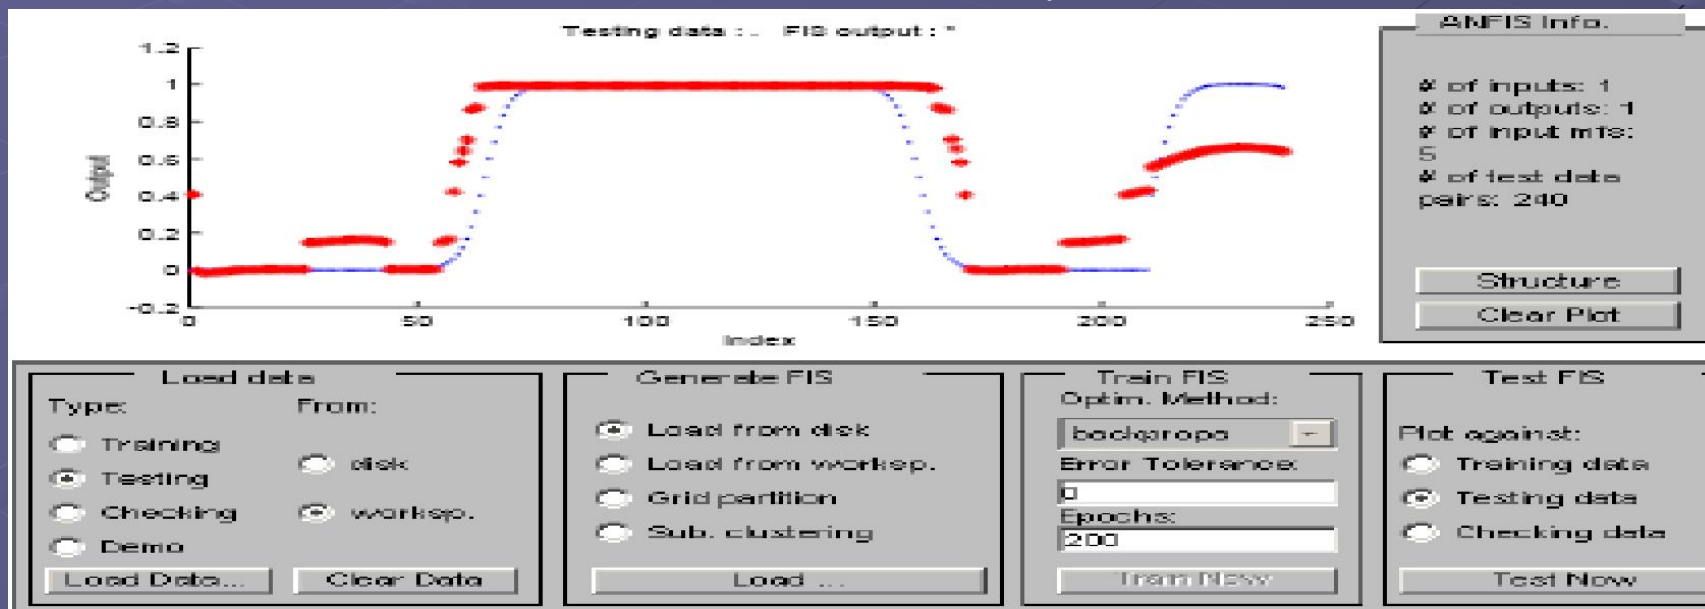 Testing data : .   FIS output : *
1.2
1
0.8
0.6
0.4
0.2
0
-0.2
Output
0
50
100
150
200
250
Index
ANFIS Info.
# of inputs: 1
# of outputs: 1
# of input mfs:
5
# of test data
pairs: 240
Structure
Clear Plot
Load data
Type:
From:
Training
Testing
Checking
Demo
disk
worksp.
Load Data...
Clear Data
Generate FIS
Load from disk
Load from worksp.
Grid partition
Sub. clustering
Load ...
Train FIS
Optim. Method:
backpropa
Error Tolerance:
0
Epochs:
200
Train Now
Test FIS
Plot against:
Training data
Testing data
Checking data
Test Now